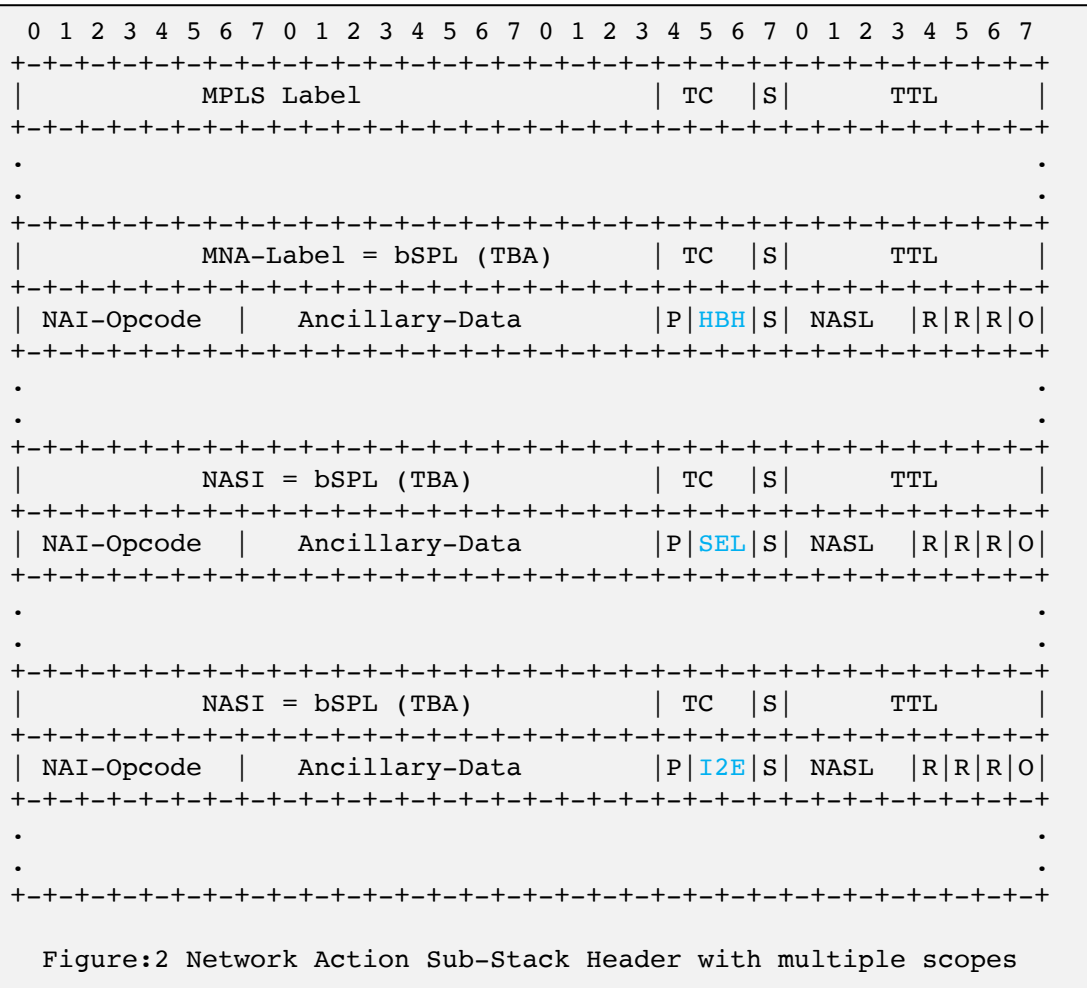 0 1 2 3 4 5 6 7 0 1 2 3 4 5 6 7 0 1 2 3 4 5 6 7 0 1 2 3 4 5 6 7
+-+-+-+-+-+-+-+-+-+-+-+-+-+-+-+-+-+-+-+-+-+-+-+-+-+-+-+-+-+-+-+-+
|           MPLS Label                   | TC  |S|      TTL      |
+-+-+-+-+-+-+-+-+-+-+-+-+-+-+-+-+-+-+-+-+-+-+-+-+-+-+-+-+-+-+-+-+
.                                                                 .
.                                                                 .
+-+-+-+-+-+-+-+-+-+-+-+-+-+-+-+-+-+-+-+-+-+-+-+-+-+-+-+-+-+-+-+-+
|           MNA-Label = bSPL (TBA)      | TC  |S|      TTL       |
+-+-+-+-+-+-+-+-+-+-+-+-+-+-+-+-+-+-+-+-+-+-+-+-+-+-+-+-+-+-+-+-+
| NAI-Opcode  |   Ancillary-Data        |P|HBH|S| NASL  |R|R|R|O|
+-+-+-+-+-+-+-+-+-+-+-+-+-+-+-+-+-+-+-+-+-+-+-+-+-+-+-+-+-+-+-+-+
.                                                                 .
.                                                                 .
+-+-+-+-+-+-+-+-+-+-+-+-+-+-+-+-+-+-+-+-+-+-+-+-+-+-+-+-+-+-+-+-+
|           NASI = bSPL (TBA)           | TC  |S|      TTL       |
+-+-+-+-+-+-+-+-+-+-+-+-+-+-+-+-+-+-+-+-+-+-+-+-+-+-+-+-+-+-+-+-+
| NAI-Opcode  |   Ancillary-Data        |P|SEL|S| NASL  |R|R|R|O|
+-+-+-+-+-+-+-+-+-+-+-+-+-+-+-+-+-+-+-+-+-+-+-+-+-+-+-+-+-+-+-+-+
.                                                                 .
.                                                                 .
+-+-+-+-+-+-+-+-+-+-+-+-+-+-+-+-+-+-+-+-+-+-+-+-+-+-+-+-+-+-+-+-+
|           NASI = bSPL (TBA)           | TC  |S|      TTL       |
+-+-+-+-+-+-+-+-+-+-+-+-+-+-+-+-+-+-+-+-+-+-+-+-+-+-+-+-+-+-+-+-+
| NAI-Opcode  |   Ancillary-Data        |P|I2E|S| NASL  |R|R|R|O|
+-+-+-+-+-+-+-+-+-+-+-+-+-+-+-+-+-+-+-+-+-+-+-+-+-+-+-+-+-+-+-+-+
.                                                                 .
.                                                                 .
+-+-+-+-+-+-+-+-+-+-+-+-+-+-+-+-+-+-+-+-+-+-+-+-+-+-+-+-+-+-+-+-+
Figure:2 Network Action Sub-Stack Header with multiple scopes